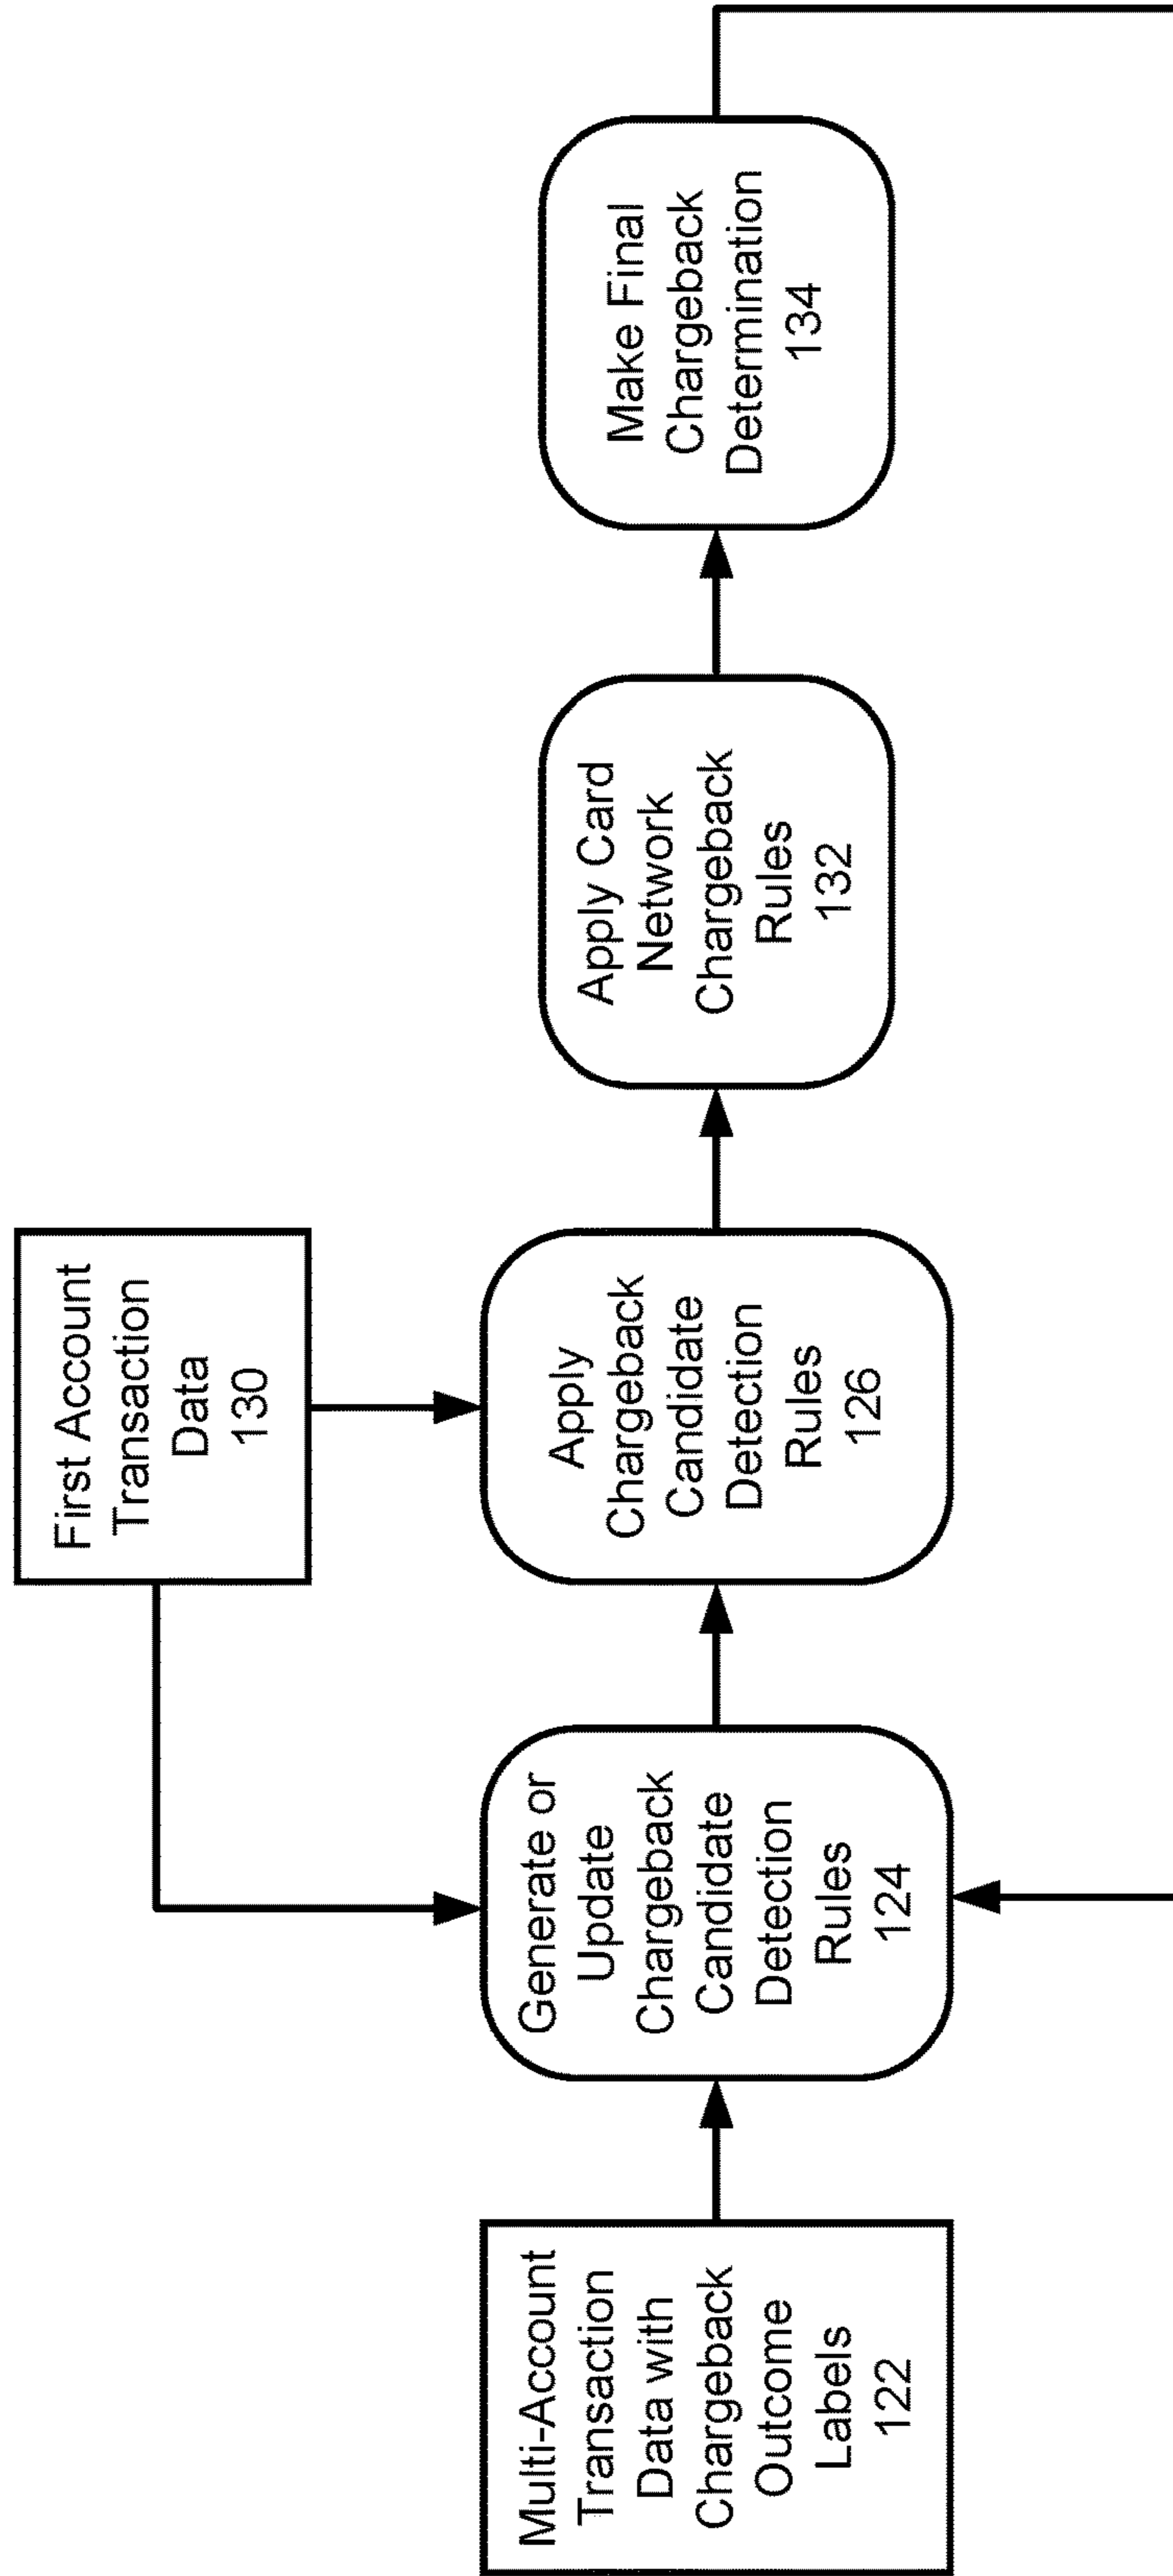 First Account
Transaction
Data
130
Multi-Account
Transaction
Data with
Chargeback
Outcome
Labels
122
Generate or
Update
Chargeback
Candidate
Detection
Rules
124
Apply
Chargeback
Candidate
Detection
Rules
126
Apply Card
Network
Chargeback
Rules
132
Make Final
Chargeback
Determination
134